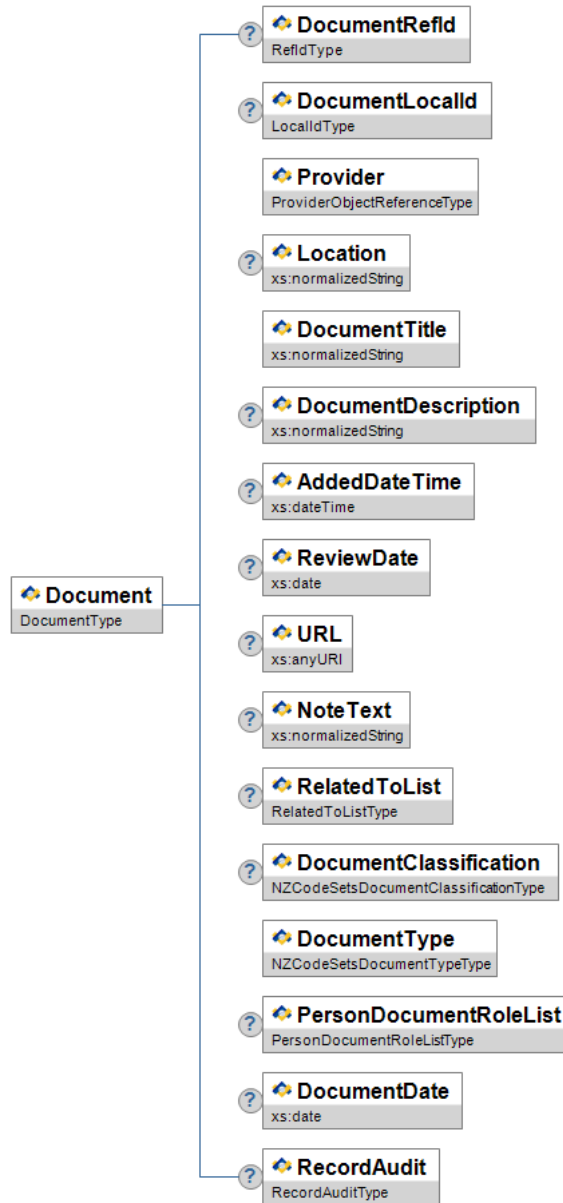 ? DocumentRefId
RefIdType
? DocumentLocalId
LocalIdType
Provider
ProviderObjectReferenceType
? Location
xs:normalizedString
DocumentTitle
xs:normalizedString
? DocumentDescription
xs:normalizedString
? AddedDateTime
xs:dateTime
? ReviewDate
xs:date
Document
DocumentType
? URL
xs:anyURI
? NoteText
xs:normalizedString
? RelatedToList
RelatedToListType
? DocumentClassification
NZCodeSetsDocumentClassificationType
DocumentType
NZCodeSetsDocumentTypeType
? PersonDocumentRoleList
PersonDocumentRoleListType
? DocumentDate
xs:date
? RecordAudit
RecordAuditType